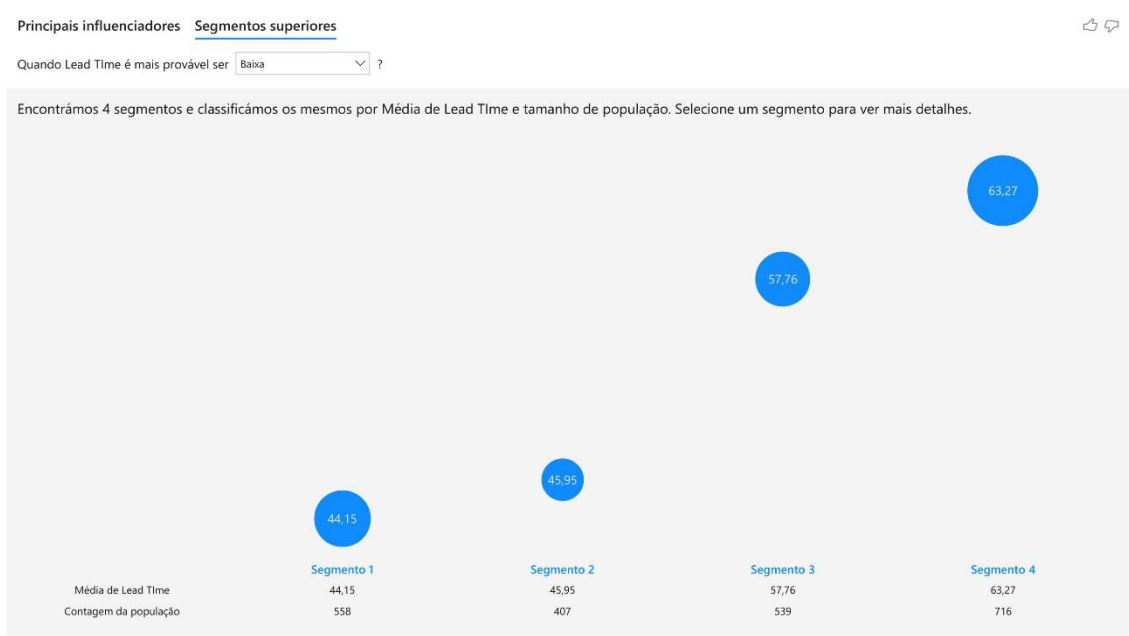 Principais influenciadores Segmentos superiores
Quando Lead TIme é mais provável ser Baixa ?
Encontrámos 4 segmentos e classificámos os mesmos por Média de Lead TIme e tamanho de população. Selecione um segmento para ver mais detalhes.
63,27
57,76
45,95
44,15
Segmento 1 Segmento 2 Segmento 3 Segmento 4
Média de Lead TIme 44,15 45,95 57,76 63,27
Contagem da população 558 407 539 716